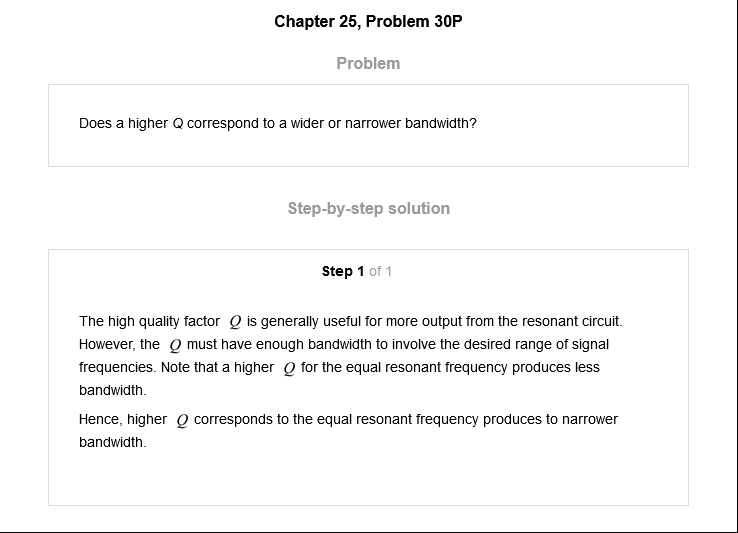 Chapter 25, Problem 30P
Problem
Does a higher Q correspond to a wider or narrower bandwidth?
Step-by-step solution
Step 1 of 1
The high quality factor Q is generally useful for more output from the resonant circuit.
However, the Q must have enough bandwidth to involve the desired range of signal
frequencies. Note that a higher Q for the equal resonant frequency produces less
bandwidth.
Hence, higher Q corresponds to the equal resonant frequency produces to narrower
bandwidth.